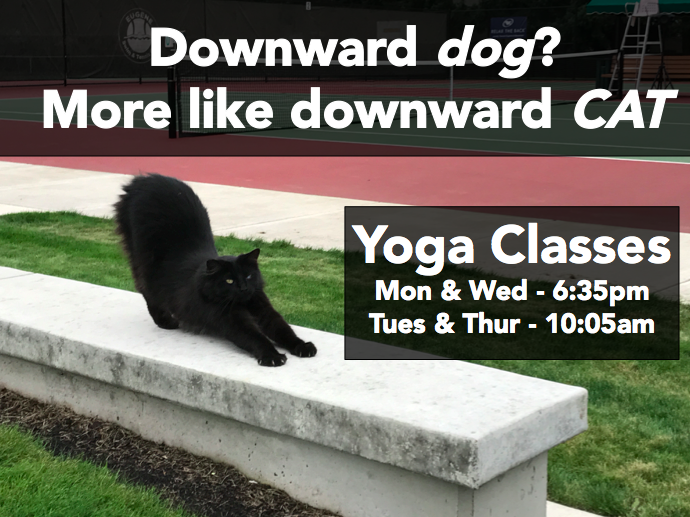 Downward dog?
More like downward CAT
Yoga Classes
Mon & Wed - 6:35pm
Tues & Thur - 10:05am